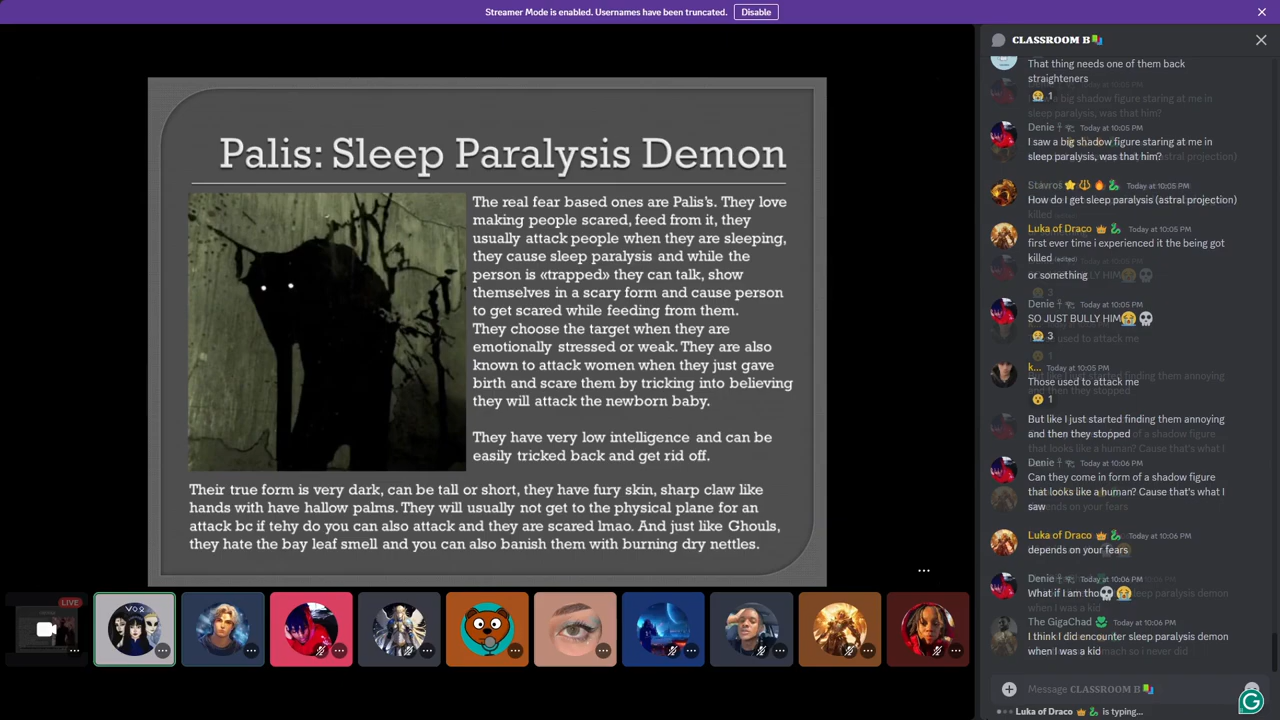 Streamer Mode is enabled. Usernames have been truncated. Disable
Palis: Sleep Paralysis Demon
The real fear based ones are Palis's. They love
making people scared, feed from it, they
usually attack people when they are sleeping,
they cause sleep paralysis and while the
person is «trapped» they can talk, show
themselves in a scary form and cause person
to get scared while feeding from them.
They choose the target when they are
emotionally stressed or weak. They are also
known to attack women when they just gave
birth and scare them by tricking into believing
they will attack the newborn baby.
They have very low intelligence and can be
easily tricked back and get rid off.
Their true form is very dark, can be tall or short, they have fury skin, sharp claw like
hands with have hallow palms. They will usually not get to the physical plane for an
attack bc if tehy do you can also attack and they are scared lmao. And just like Ghouls,
they hate the bay leaf smell and you can also banish them with burning dry nettles.
LIVE
VOR
CLASSROOM B
That thing needs one of them back
straighteners
1
Denie Today at 10:05 PM
I saw a big shadow figure staring at me in
sleep paralysis, was that him?
Stavros Today at 10:05 PM
How do I get sleep paralysis (astral projection)
Luka of Draco Today at 10:05 PM
first ever time i experienced it the being got
killed (edited)
or something
Denie Today at 10:05 PM
SO JUST BULLY HIM
3
k... Today at 10:05 PM
Those used to attack me
1
But like I just started finding them annoying
and then they stopped
Denie Today at 10:06 PM
Can they come in form of a shadow figure
that looks like a human? Cause that's what I
saw
Luka of Draco Today at 10:06 PM
depends on your fears
Denie Today at 10:06 PM
What if I am tho
The GigaChad Today at 10:06 PM
I think I did encounter sleep paralysis demon
when I was a kid
Message CLASSROOM B
Luka of Draco is typing...